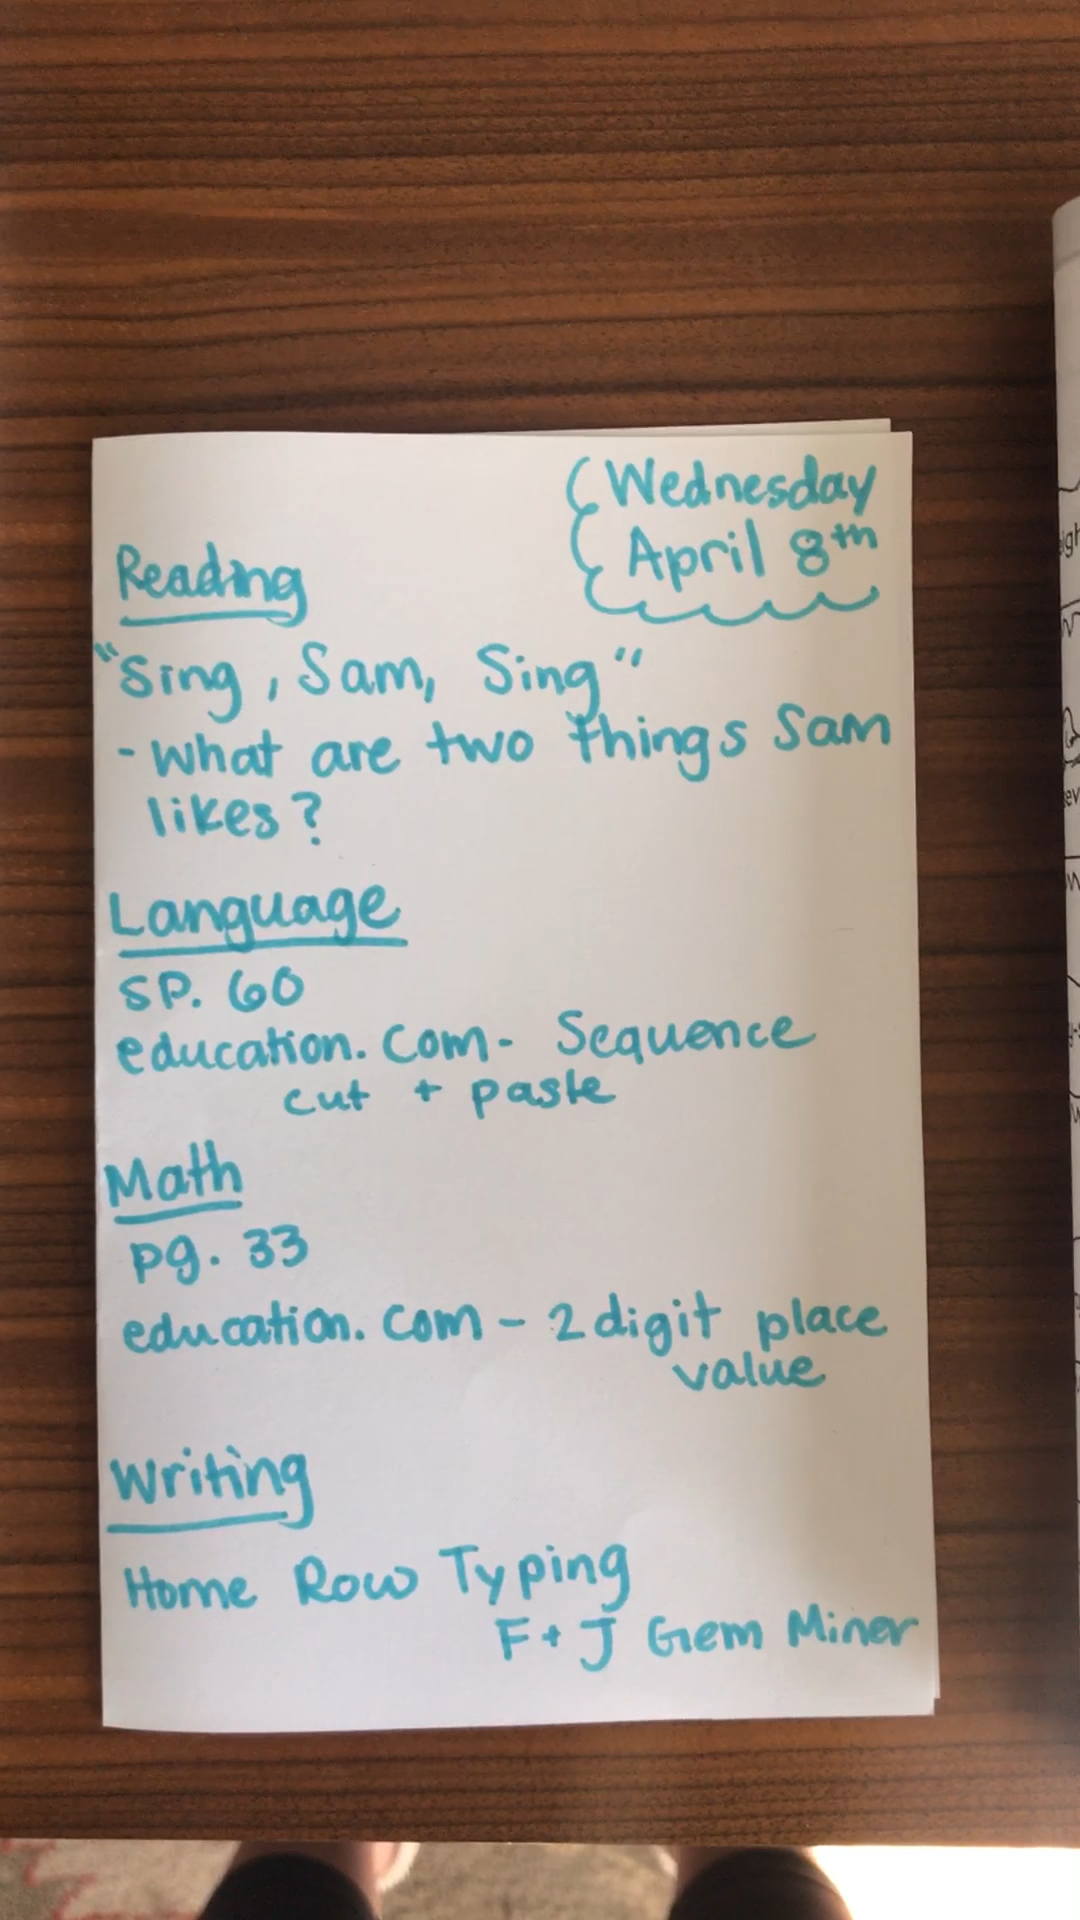 Wednesday
April 8th
Reading
"Sing, Sam, Sing"
- What are two things Sam
likes?
Language
SP. 60
education.com - Sequence
cut + paste
Math
pg. 33
education.com - 2 digit place
value
Writing
Home Row Typing
F + J Gem Miner